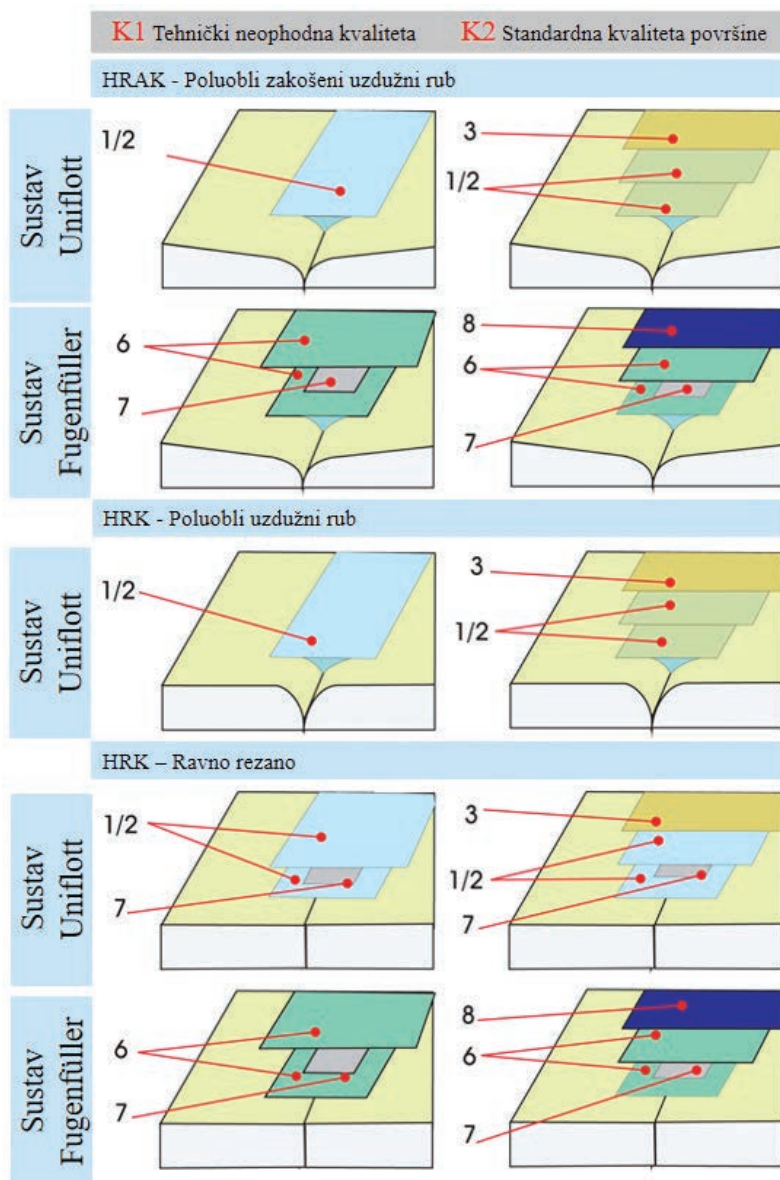 K1 Tehnički neophodna kvaliteta K2 Standardna kvaliteta površine
HRAK - Poluobli zakošeni uzdužni rub
Sustav
Uniflott
1/2
3
1/2
Sustav
Fugenfüller
6
7
8
6
7
HRK - Poluobli uzdužni rub
Sustav
Uniflott
1/2
3
1/2
HRK – Ravno rezano
Sustav
Uniflott
1/2
7
3
1/2
7
Sustav
Fugenfüller
6
7
8
6
7